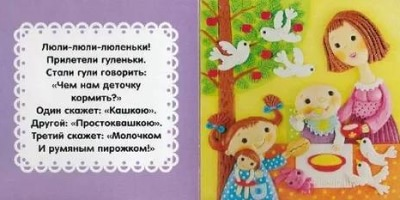 Люли-люли-люленьки!
Прилетели гуленьки.
Стали гули говорить:
«Чем нам деточку
кормить?»
Один скажет: «Кашкою».
Другой: «Простоквашкою».
Третий скажет: «Молочком
И румяным пирожком!»